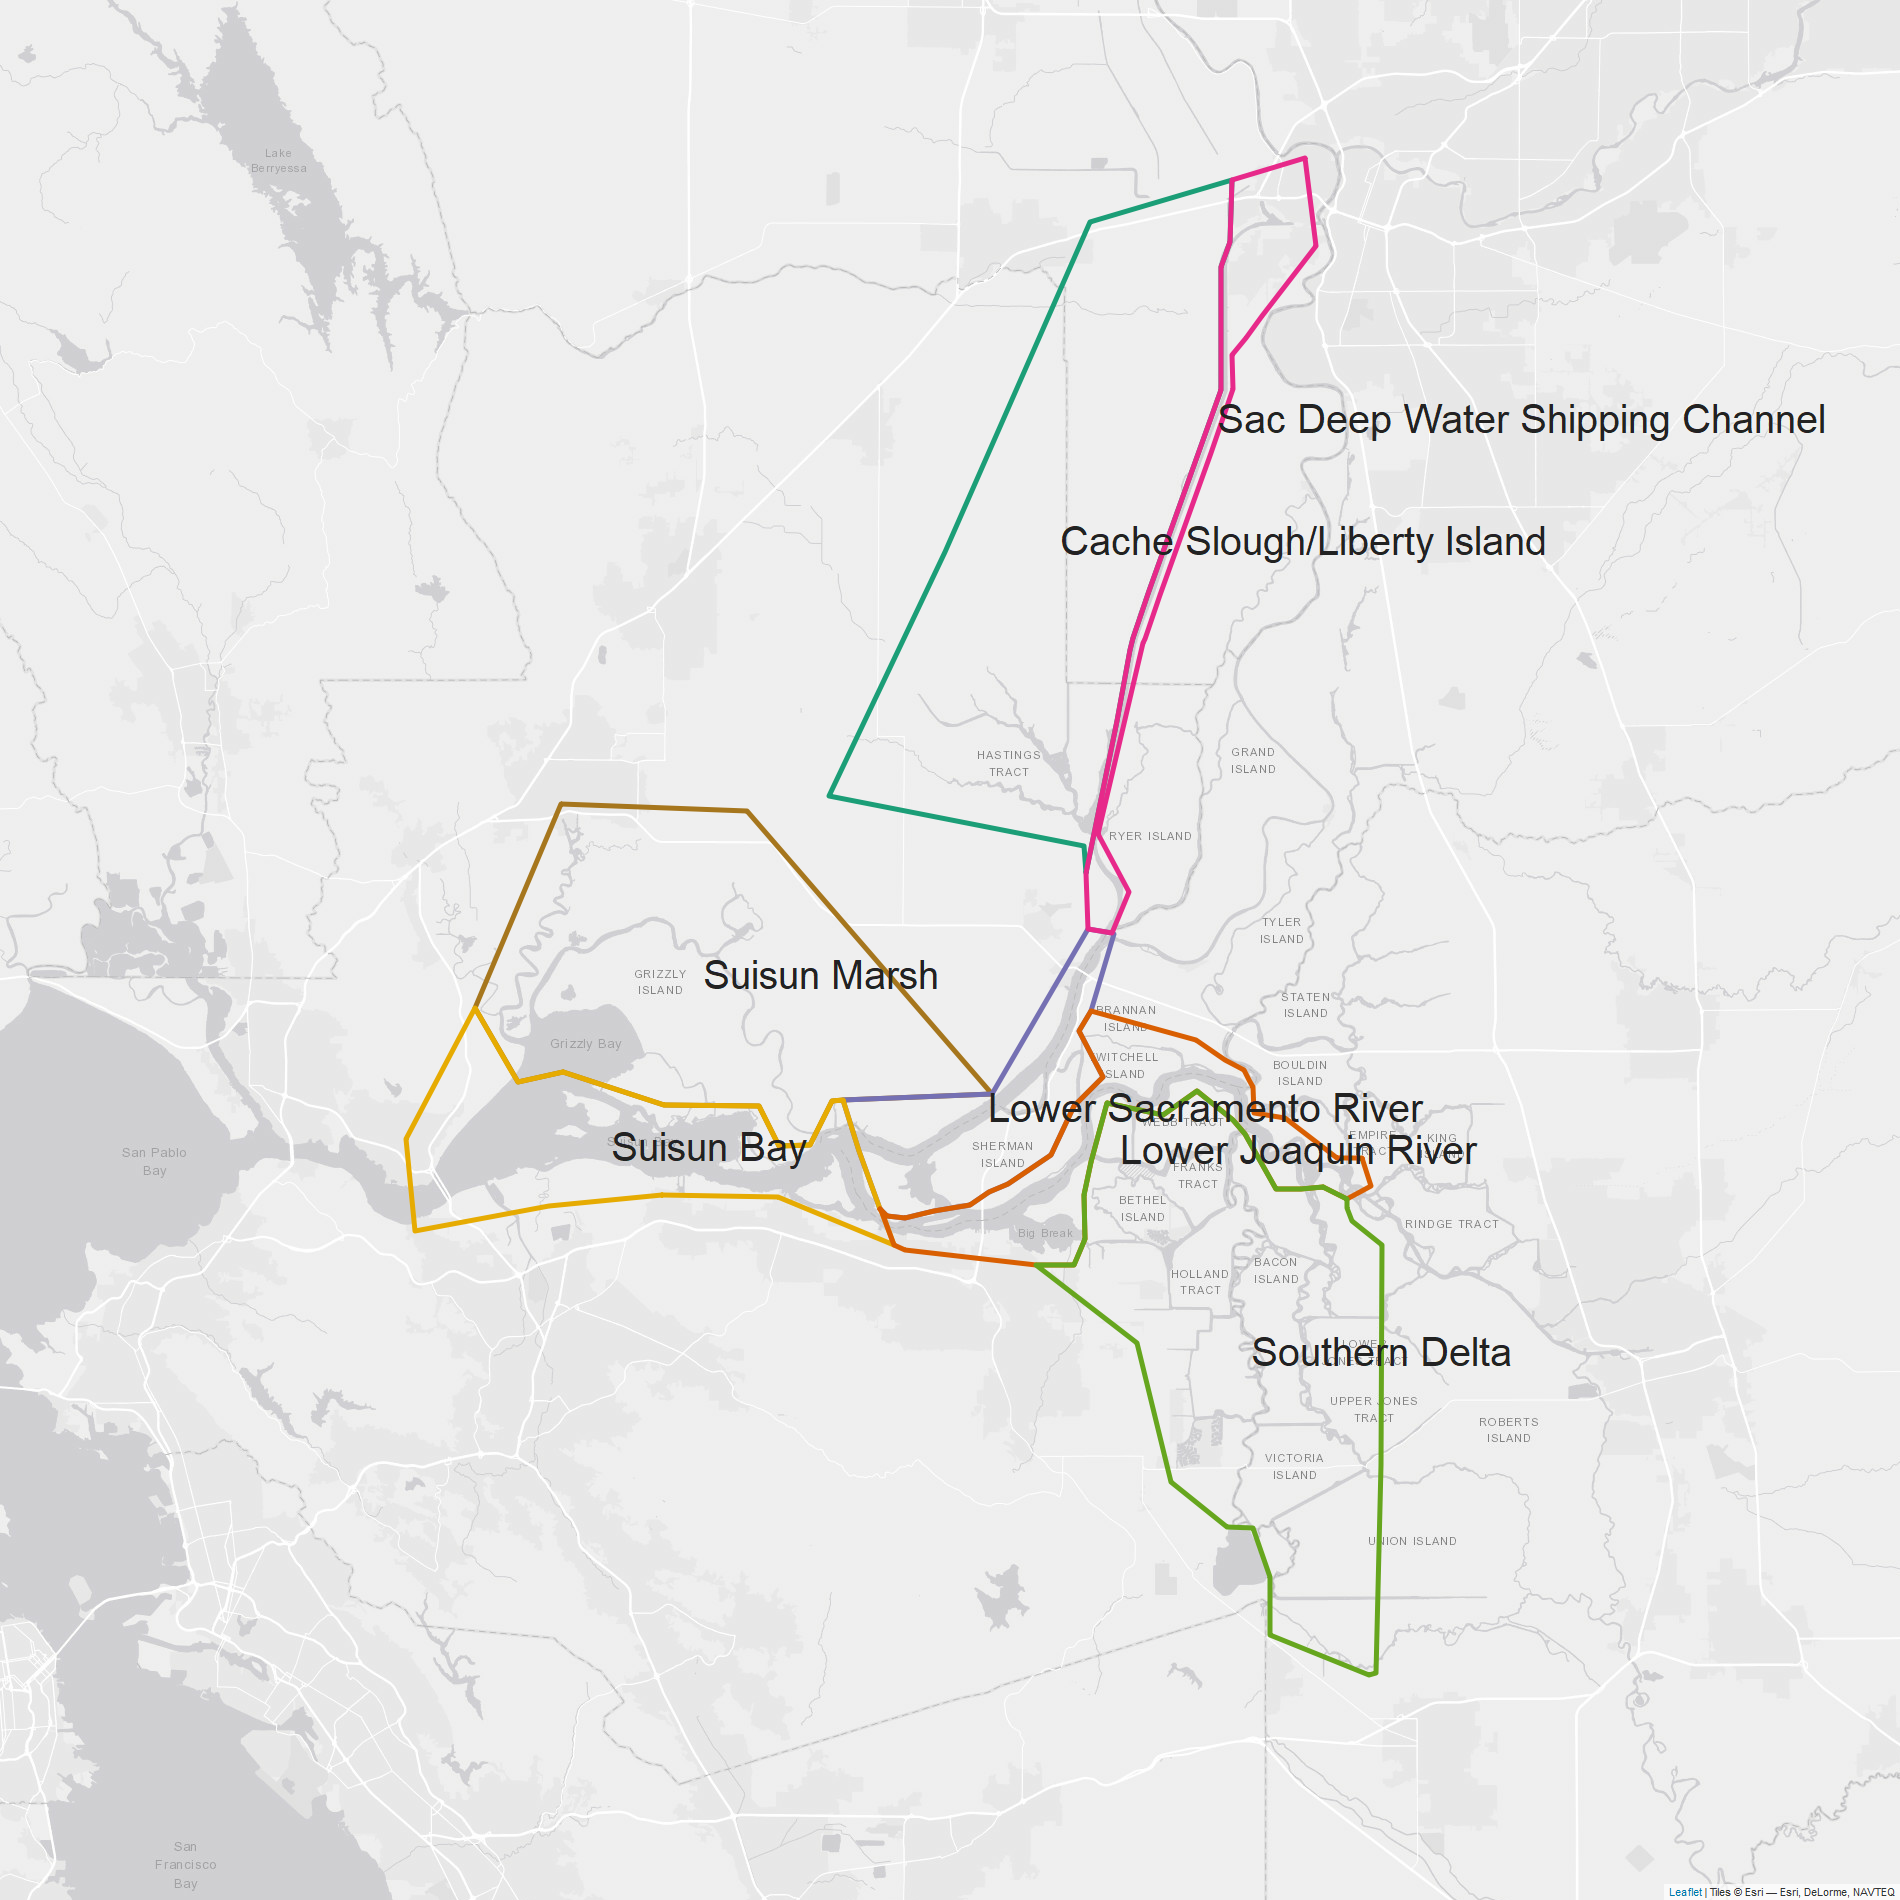 Lake
Berryessa
Sac Deep Water Shipping Channel
Cache Slough/Liberty Island
HASTINGS
TRACT
GRAND
ISLAND
RYER ISLAND
TYLER
ISLAND
GRIZZLY
ISLAND
Suisun Marsh
STATEN
ISLAND
BRANNAN
ISLAND
Grizzly Bay
BOULDIN
ISLAND
Lower Sacramento River
WEBB TRACT
EMPIRE
KING
San Pablo
Bay
Suisun Bay
SHERMAN
ISLAND
Lower Joaquin River
FRANKS
TRACT
BETHEL
ISLAND
RINDGE TRACT
Big Break
BACON
ISLAND
HOLLAND
TRACT
LOWER
JONES TRACT
Southern Delta
UPPER JONES
TRACT
ROBERTS
ISLAND
VICTORIA
ISLAND
UNION ISLAND
San
Francisco
Bay
Leaflet | Tiles © Esri — Esri, DeLorme, NAVTEQ